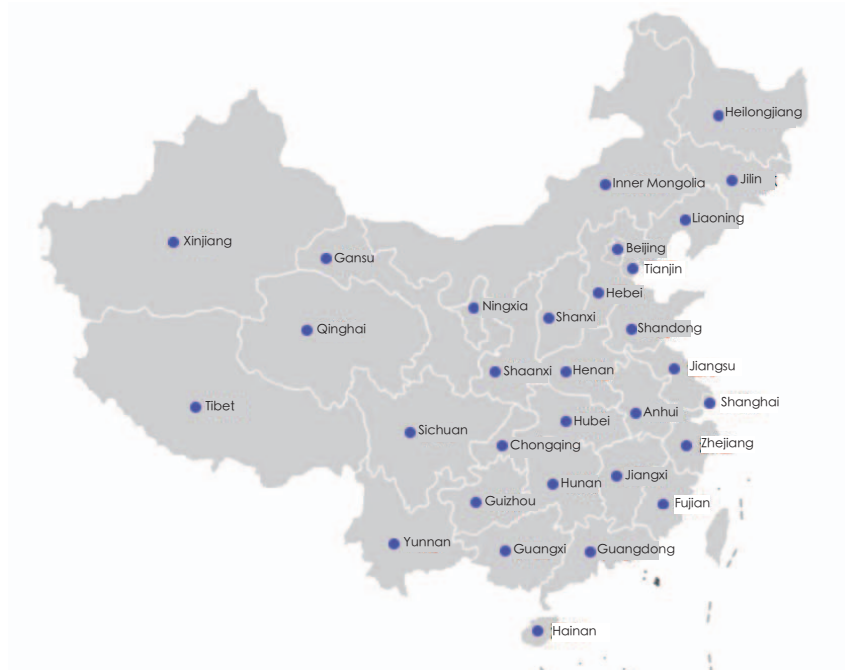 Heilongjiang
Inner Mongolia
Jilin
Liaoning
Xinjiang
Beijing
Gansu
Tianjin
Hebei
Ningxia
Shanxi
Qinghai
Shandong
Shaanxi
Henan
Jiangsu
Tibet
Shanghai
Anhui
Hubei
Sichuan
Chongqing
Zhejiang
Jiangxi
Hunan
Guizhou
Fujian
Yunnan
Guangxi
Guangdong
Hainan